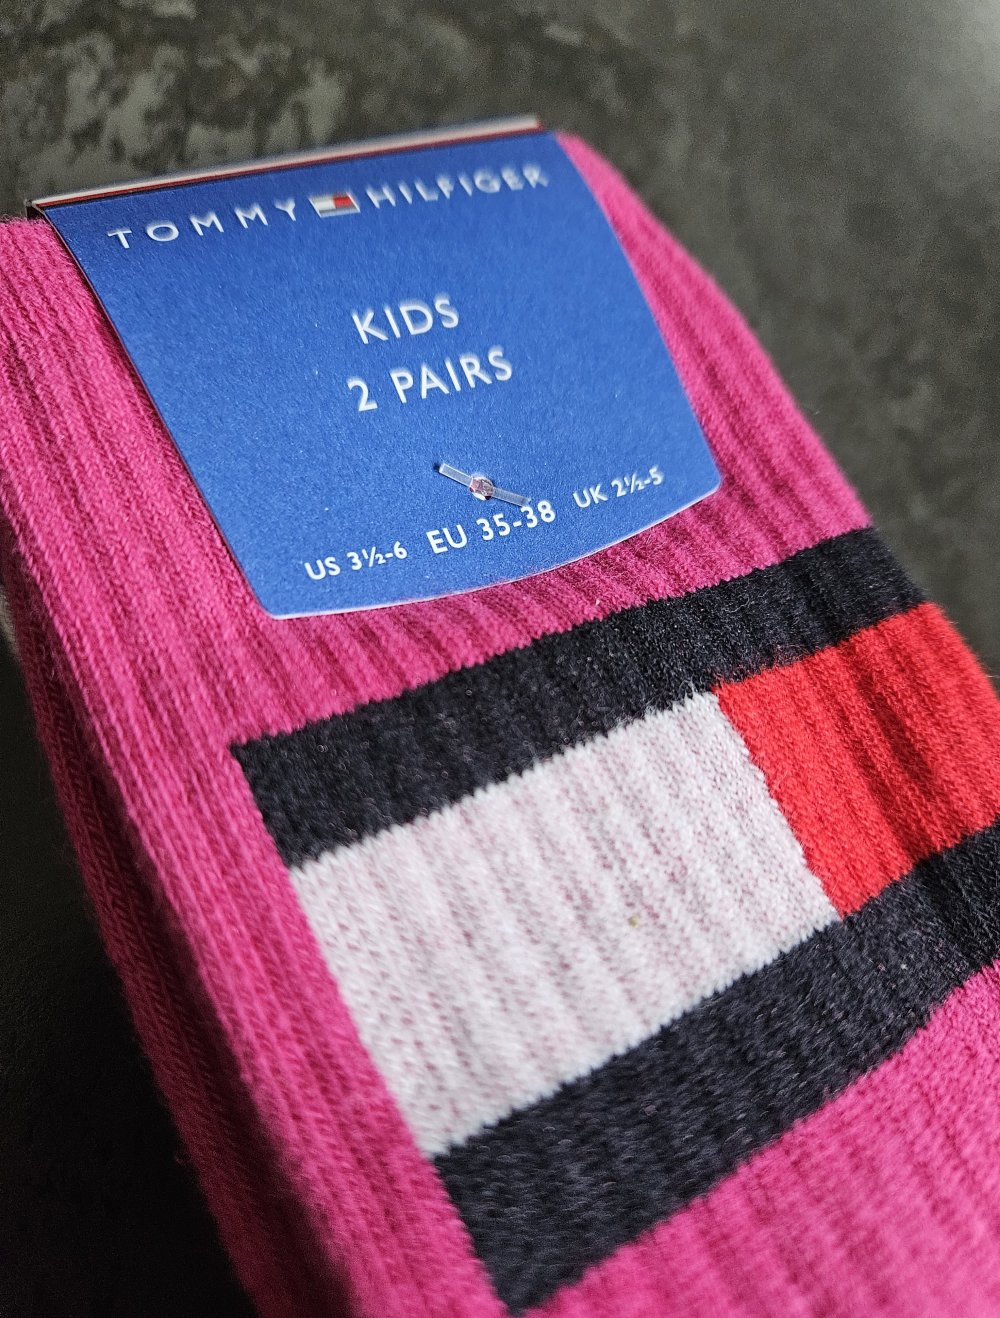 TOMMY HILFIGER
KIDS
2 PAIRS
US 3½-6 EU 35-38 UK 2½-5